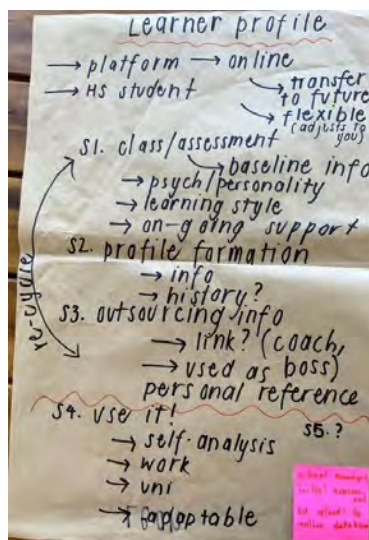 Learner profile
→ platform → online
→ HS student
↳ transfer to future
↳ flexible (adjusts to you)
S1. class/assessment
↳ baseline info
→ psych/personality
→ learning style
→ on-going support
S2. profile formation
→ info
→ history?
S3. outsourcing info
→ link? (coach,
→ used as boss)
personal reference
re-cycle
S4. use it!
S5. ?
→ self-analysis
→ work
→ uni
→ adaptable